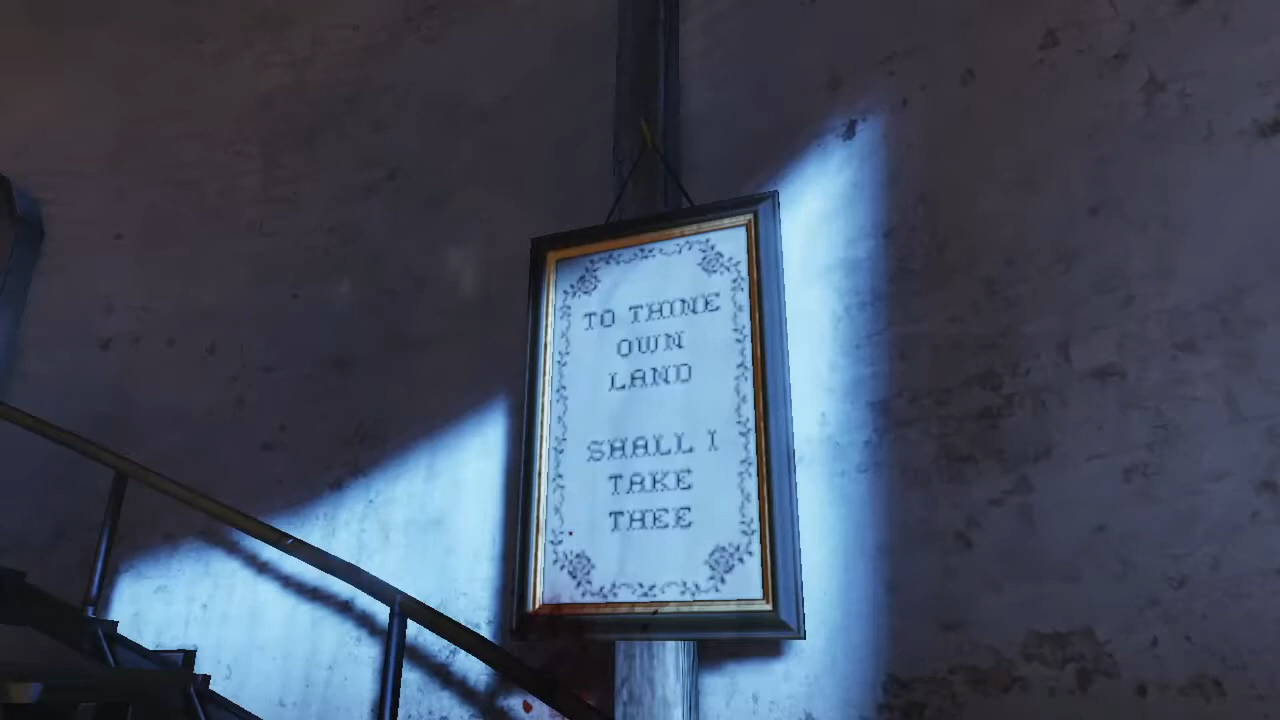 TO THINE
OWN
LAND
SHALL I
TAKE
THEE